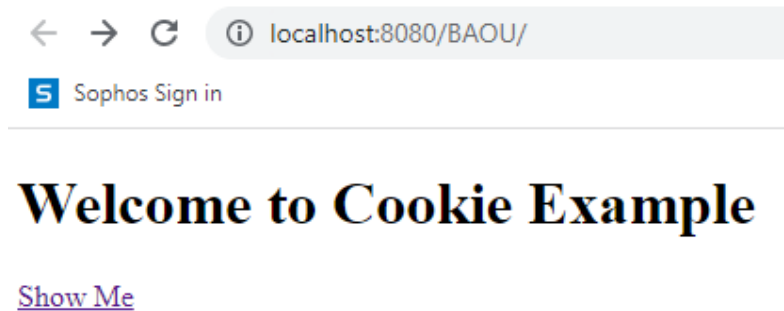 localhost:8080/BAOU/
S Sophos Sign in
Welcome to Cookie Example
Show Me